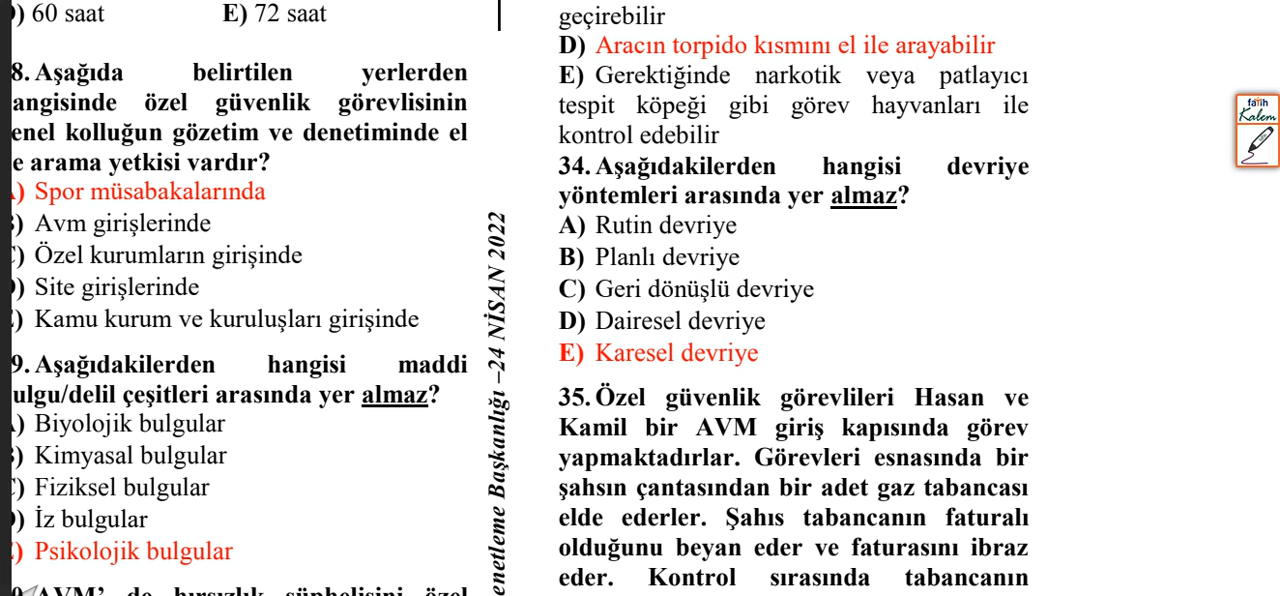 ) 60 saat E) 72 saat
8. Aşağıda belirtilen yerlerden
angisinde özel güvenlik görevlisinin
enel kolluğun gözetim ve denetiminde el
e arama yetkisi vardır?
) Spor müsabakalarında
) Avm girişlerinde
) Özel kurumların girişinde
) Site girişlerinde
) Kamu kurum ve kuruluşları girişinde
9. Aşağıdakilerden hangisi maddi
ulgu/delil çeşitleri arasında yer almaz?
) Biyolojik bulgular
) Kimyasal bulgular
) Fiziksel bulgular
) İz bulgular
) Psikolojik bulgular
AVM' de hırsızlık şüphelisini özel
enetleme Başkanlığı –24 NİSAN 2022
geçirebilir
D) Aracın torpido kısmını el ile arayabilir
E) Gerektiğinde narkotik veya patlayıcı
tespit köpeği gibi görev hayvanları ile
kontrol edebilir
34. Aşağıdakilerden hangisi devriye
yöntemleri arasında yer almaz?
A) Rutin devriye
B) Planlı devriye
C) Geri dönüşlü devriye
D) Dairesel devriye
E) Karesel devriye
35. Özel güvenlik görevlileri Hasan ve
Kamil bir AVM giriş kapısında görev
yapmaktadırlar. Görevleri esnasında bir
şahsın çantasından bir adet gaz tabancası
elde ederler. Şahıs tabancanın faturalı
olduğunu beyan eder ve faturasını ibraz
eder. Kontrol sırasında tabancanın
fatih
Kalem